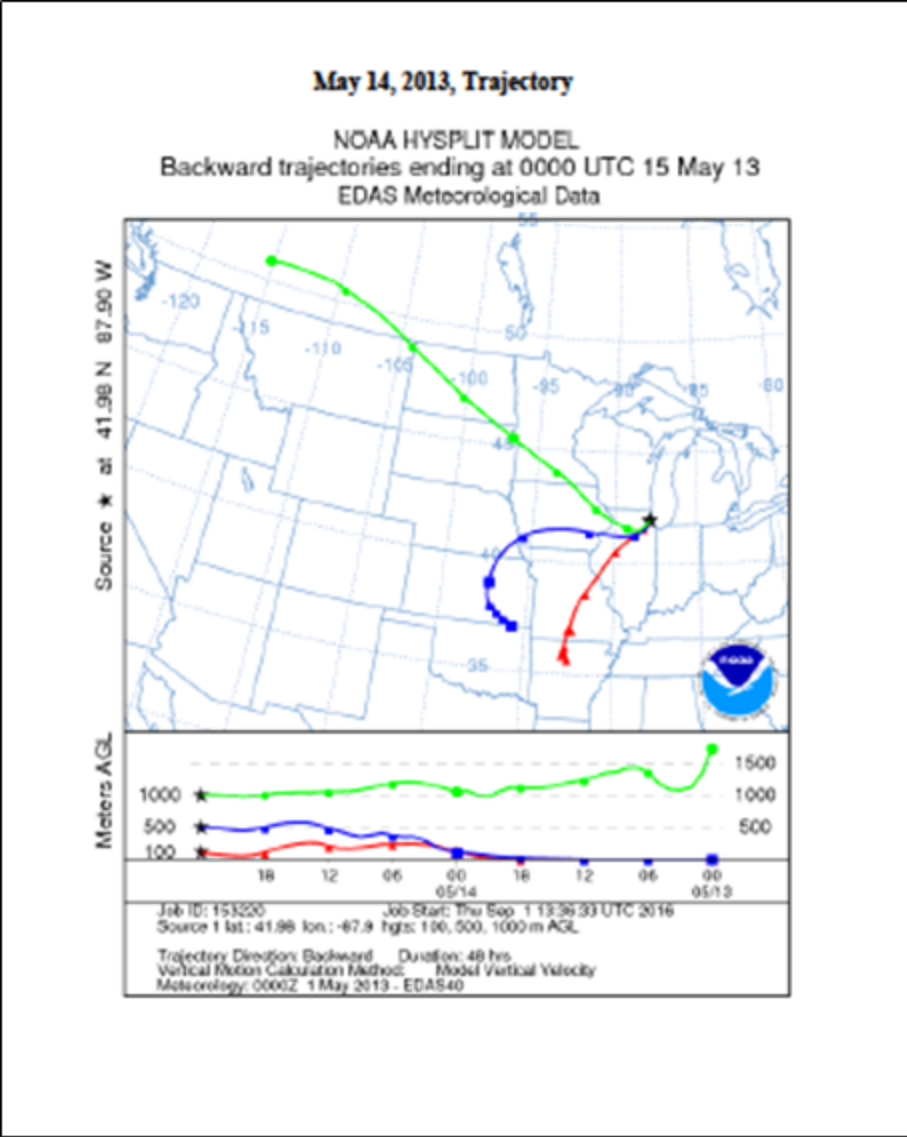 May 14, 2013, Trajectory
NOAA HYSPLIT MODEL
Backward trajectories ending at 0000 UTC 15 May 13
EDAS Meteorological Data
Source ★ at 41.98 N 87.90 W
55
-120
-115
50
-110
-105
-100
-95
-90
-85
-80
45
40
35
noaa
Meters AGL
1500
1000
1000
500
500
100
18 12 06 00 18 12 06 00
05/14 05/13
Job ID: 153220 Job Start: Thu Sep 1 13:36:33 UTC 2016
Source 1 lat.: 41.98 lon.: -87.9 hgts: 100, 500, 1000 m AGL
Trajectory Direction: Backward Duration: 48 hrs
Vertical Motion Calculation Method: Model Vertical Velocity
Meteorology: 0000Z 1 May 2013 - EDAS40